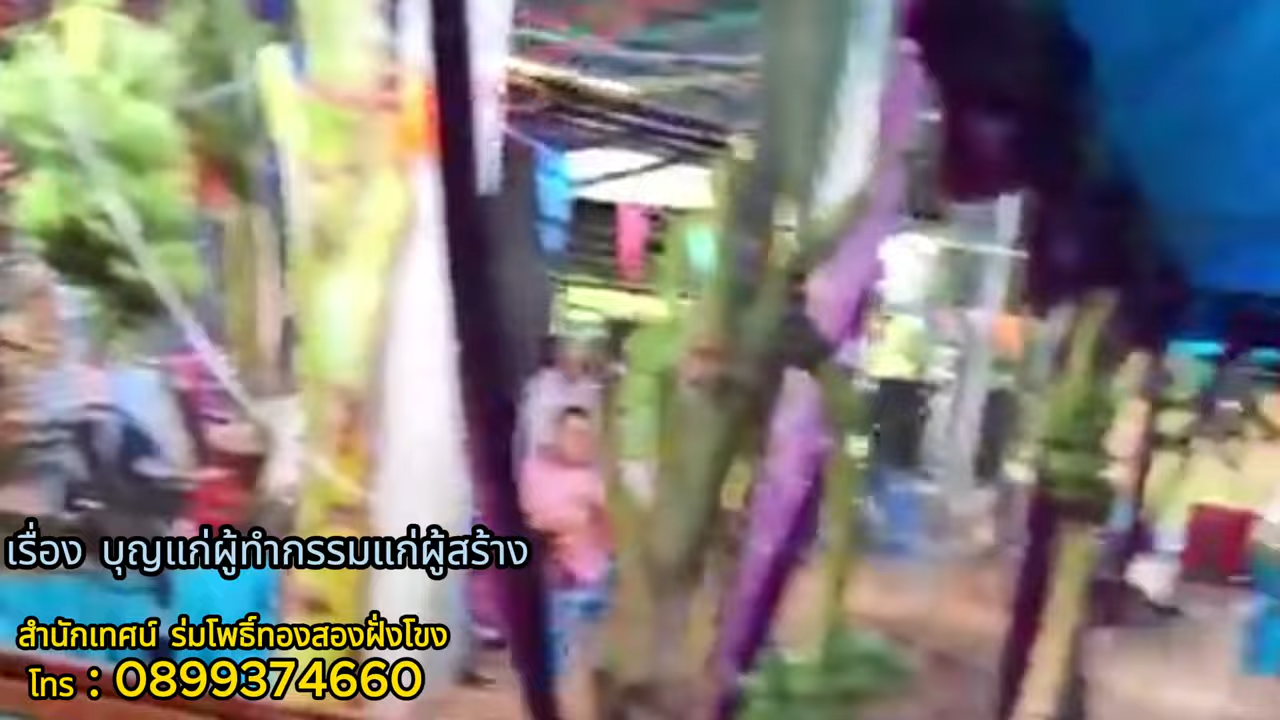 เรื่อง บุญแก่ผู้ทำกรรมแก่ผู้สร้าง
สำนักเทศน์ ร่มโพธิ์ทองสองฝั่งโขง
โทร : 0899374660